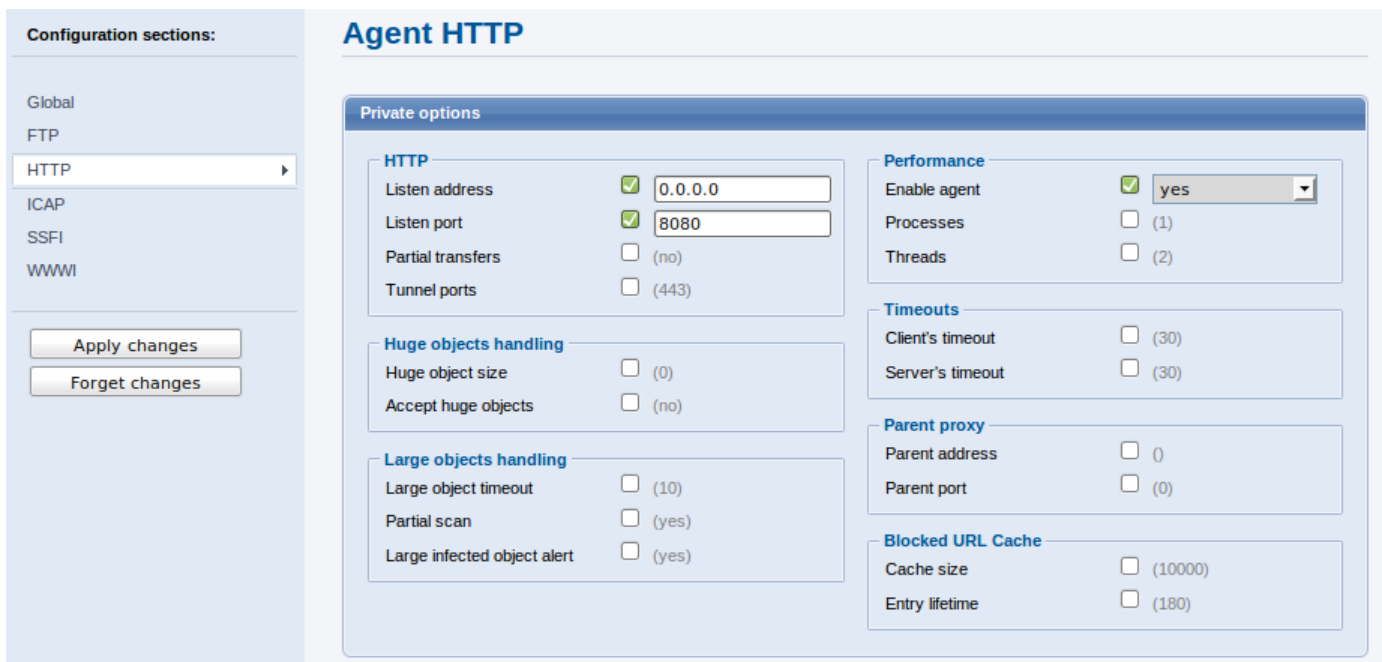 Configuration sections:
Global
FTP
HTTP
ICAP
SSFI
WWWI
Apply changes
Forget changes
Agent HTTP
Private options
HTTP
Listen address 0.0.0.0
Listen port 8080
Partial transfers (no)
Tunnel ports (443)
Huge objects handling
Huge object size (0)
Accept huge objects (no)
Large objects handling
Large object timeout (10)
Partial scan (yes)
Large infected object alert (yes)
Performance
Enable agent yes
Processes (1)
Threads (2)
Timeouts
Client's timeout (30)
Server's timeout (30)
Parent proxy
Parent address ()
Parent port (0)
Blocked URL Cache
Cache size (10000)
Entry lifetime (180)